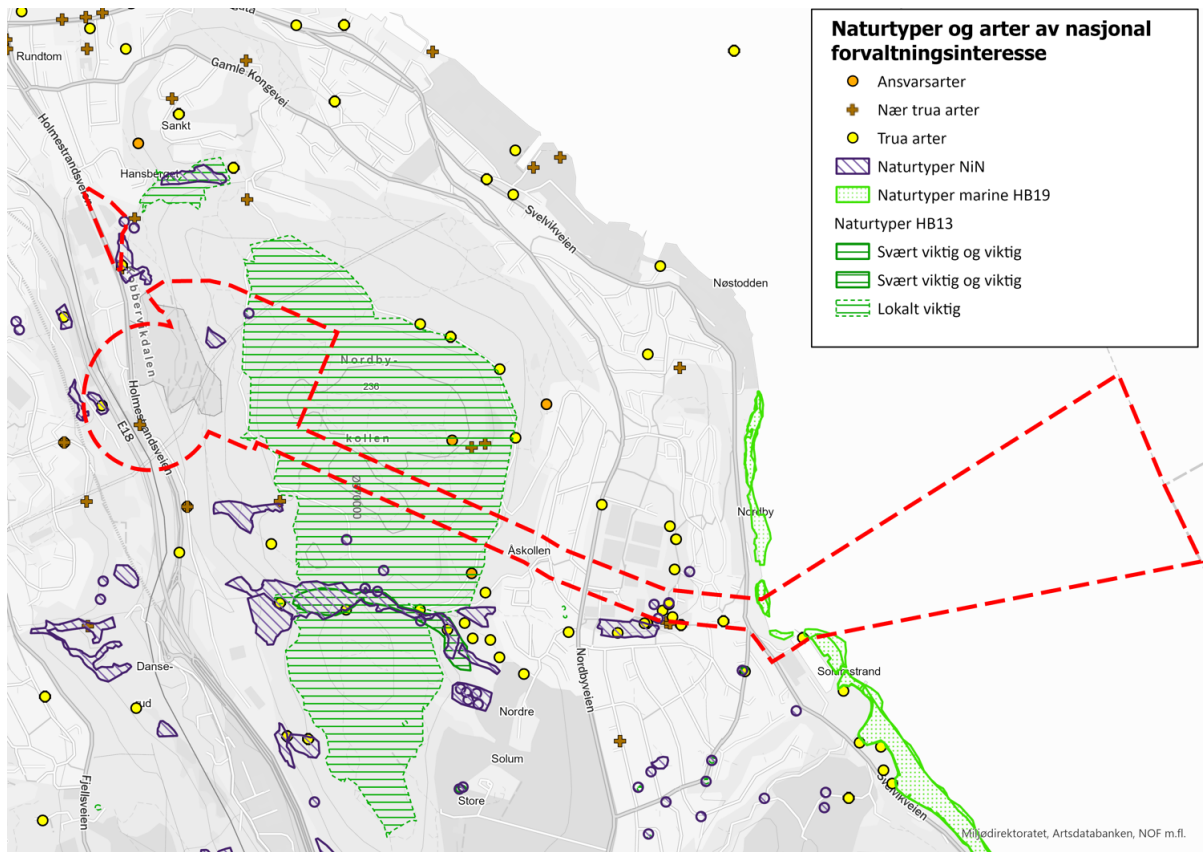 Naturtyper og arter av nasjonal
forvaltningsinteresse
Ansvarsarter
Nær trua arter
Trua arter
Naturtyper NiN
Naturtyper marine HB19
Naturtyper HB13
Svært viktig og viktig
Svært viktig og viktig
Lokalt viktig
Rundtom
Gamle Kongevei
Sankt
Hansberget
Holmestrandsveien
Svelvikveien
Nøstodden
Kobbervikdalen
Nordby-
236
kollen
E18
Holmestrandsveien
Nordby
Åskollen
Nordbyveien
Danse-
rud
Nordre
Solum
Store
Fjellsveien
Svelvikveien
Miljødirektoratet, Artsdatabanken, NOF m.fl.